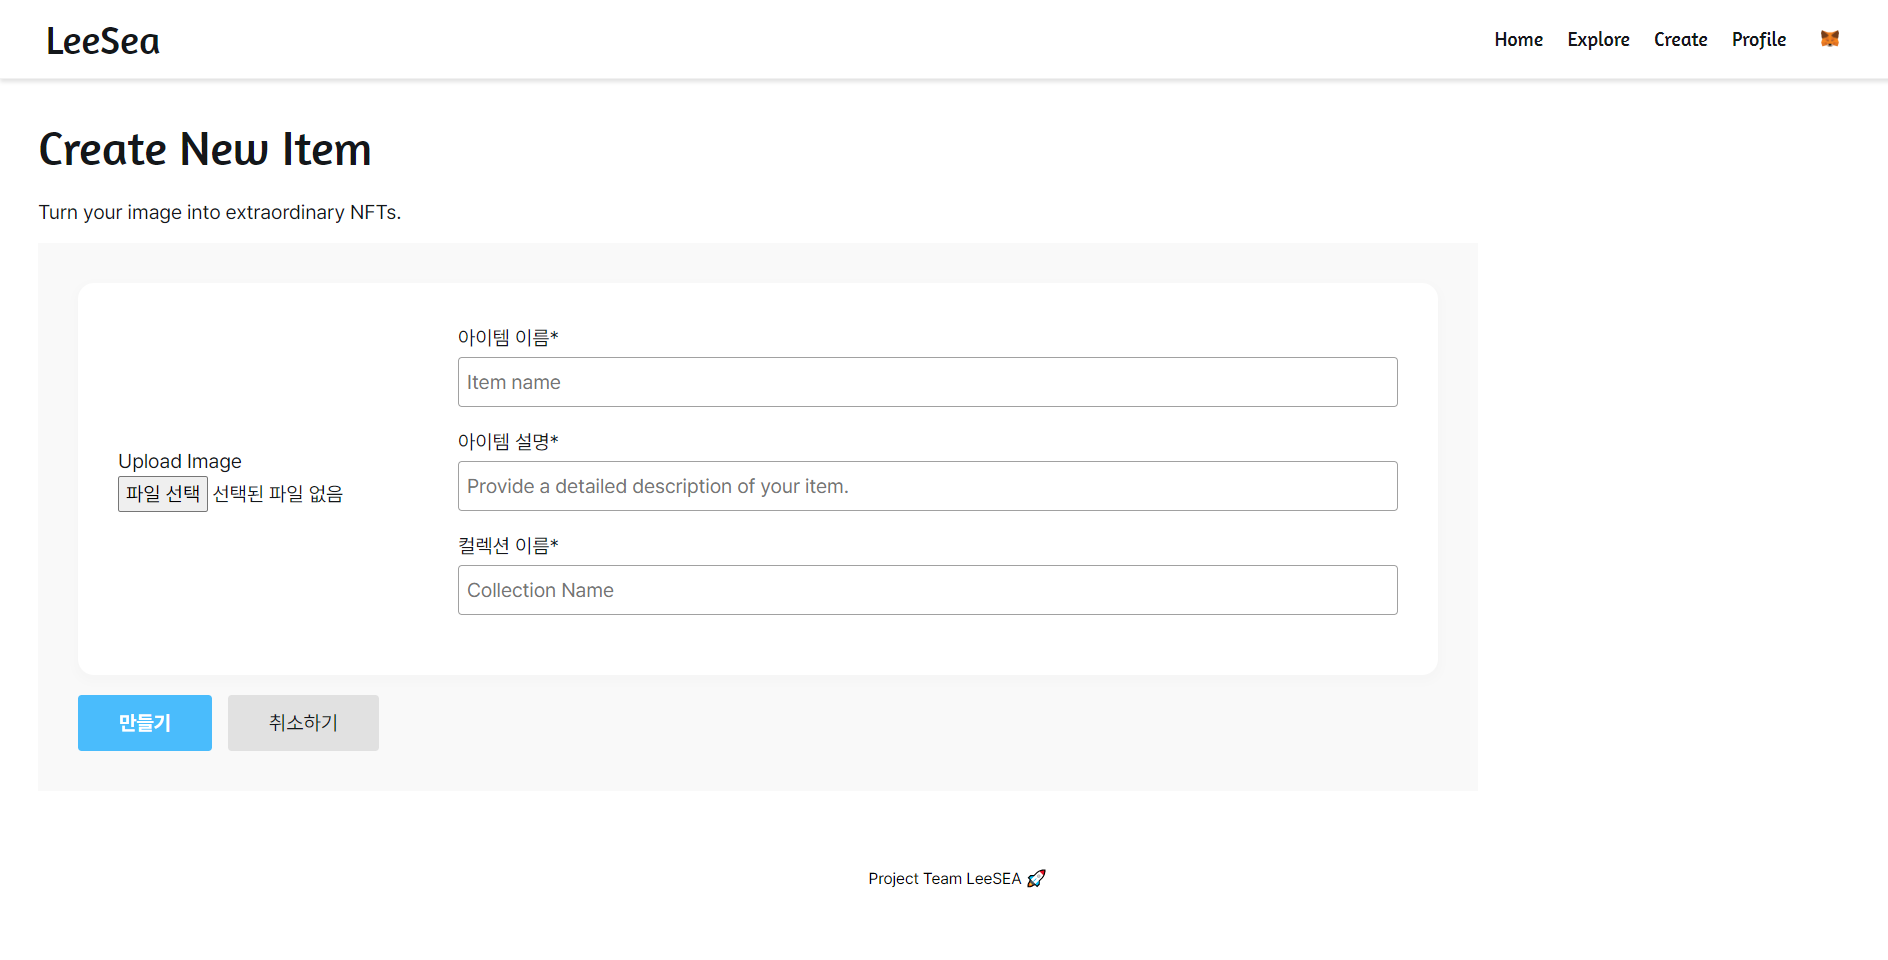 LeeSea
Home Explore Create Profile
Create New Item
Turn your image into extraordinary NFTs.
Upload Image
파일 선택 선택된 파일 없음
아이템 이름*
Item name
아이템 설명*
Provide a detailed description of your item.
컬렉션 이름*
Collection Name
만들기 취소하기
Project Team LeeSEA 🚀